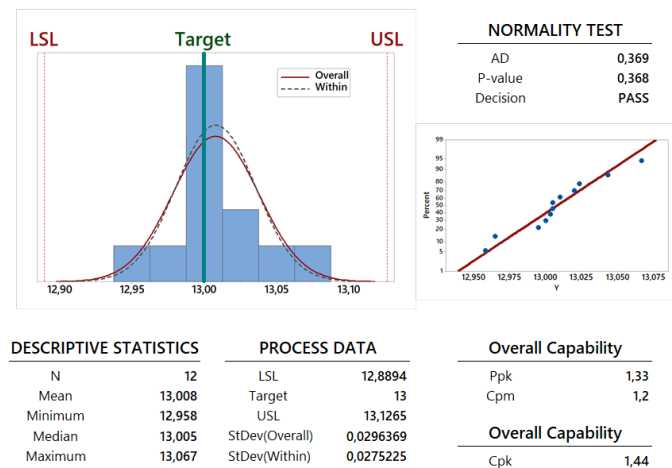 LSL Target USL
Overall
Within
12,90 12,95 13,00 13,05 13,10
NORMALITY TEST
AD 0,369
P-value 0,368
Decision PASS
Percent
99
95
90
80
70
60
50
40
30
20
10
5
1
12,950 12,975 13,000 13,025 13,050 13,075
Y
DESCRIPTIVE STATISTICS
N 12
Mean 13,008
Minimum 12,958
Median 13,005
Maximum 13,067
PROCESS DATA
LSL 12,8894
Target 13
USL 13,1265
StDev(Overall) 0,0296369
StDev(Within) 0,0275225
Overall Capability
Ppk 1,33
Cpm 1,2
Overall Capability
Cpk 1,44